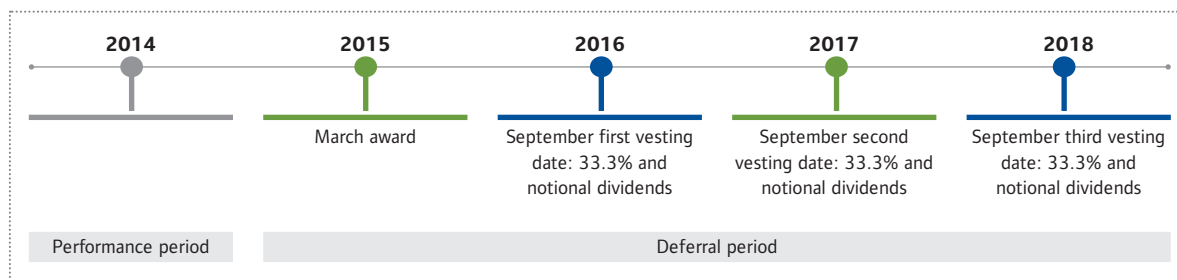 2014
2015
2016
2017
2018
March award
September first vesting
date: 33.3% and
notional dividends
September second
vesting date: 33.3% and
notional dividends
September third vesting
date: 33.3% and
notional dividends
Performance period
Deferral period